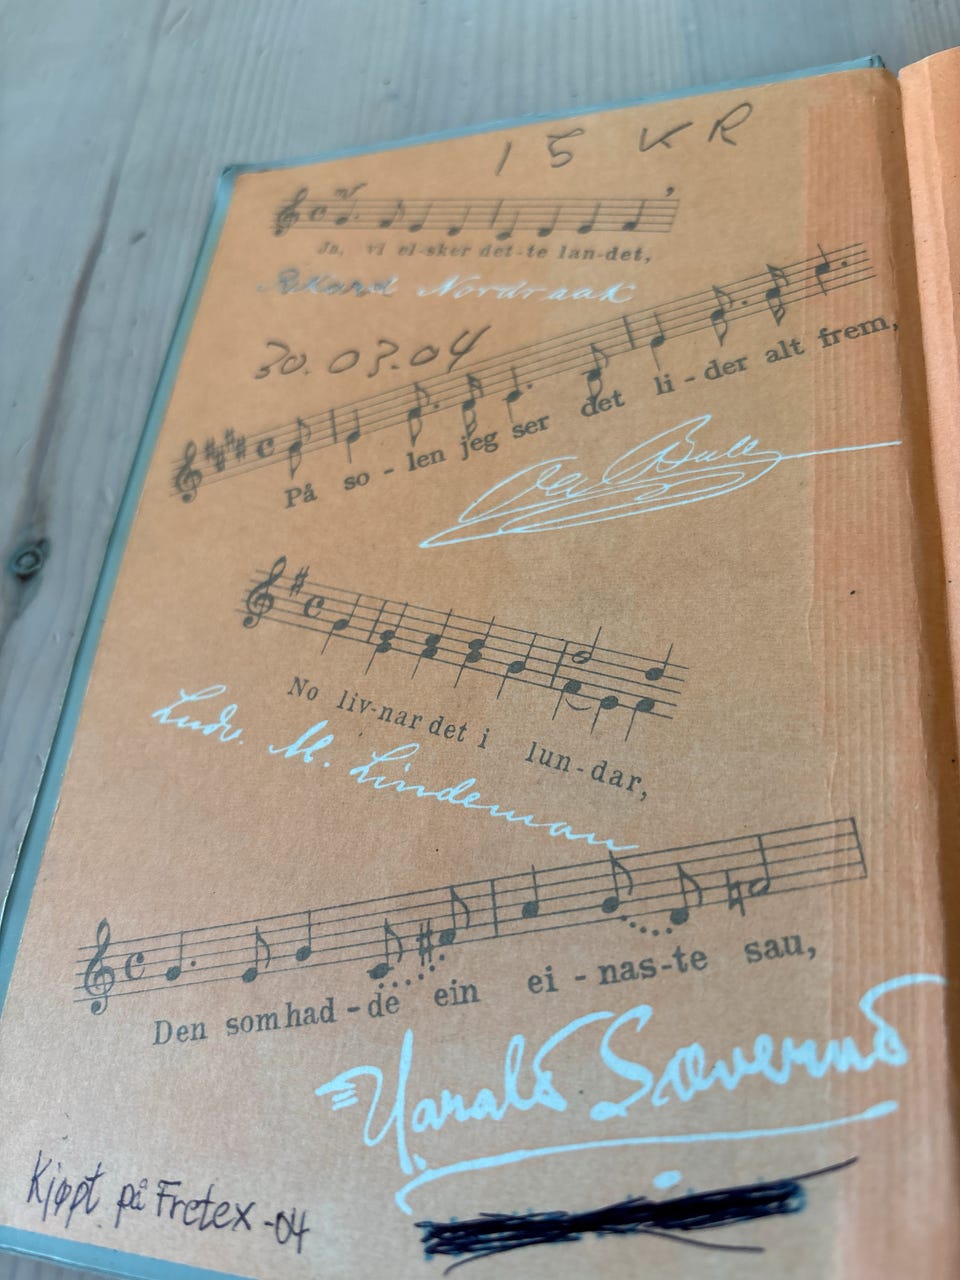 15 KR
mf
Ja, vi el-sker det-te lan-det,
Rikard Nordraak
30.03.04
På so - len jeg ser det li - der alt frem,
Ole Bull
No liv-nar det i lun-dar,
Ludv. M. Lindeman
Den som had - de ein ei - nas-te sau,
Harald Sæverud
Kjøpt på Fretex -04